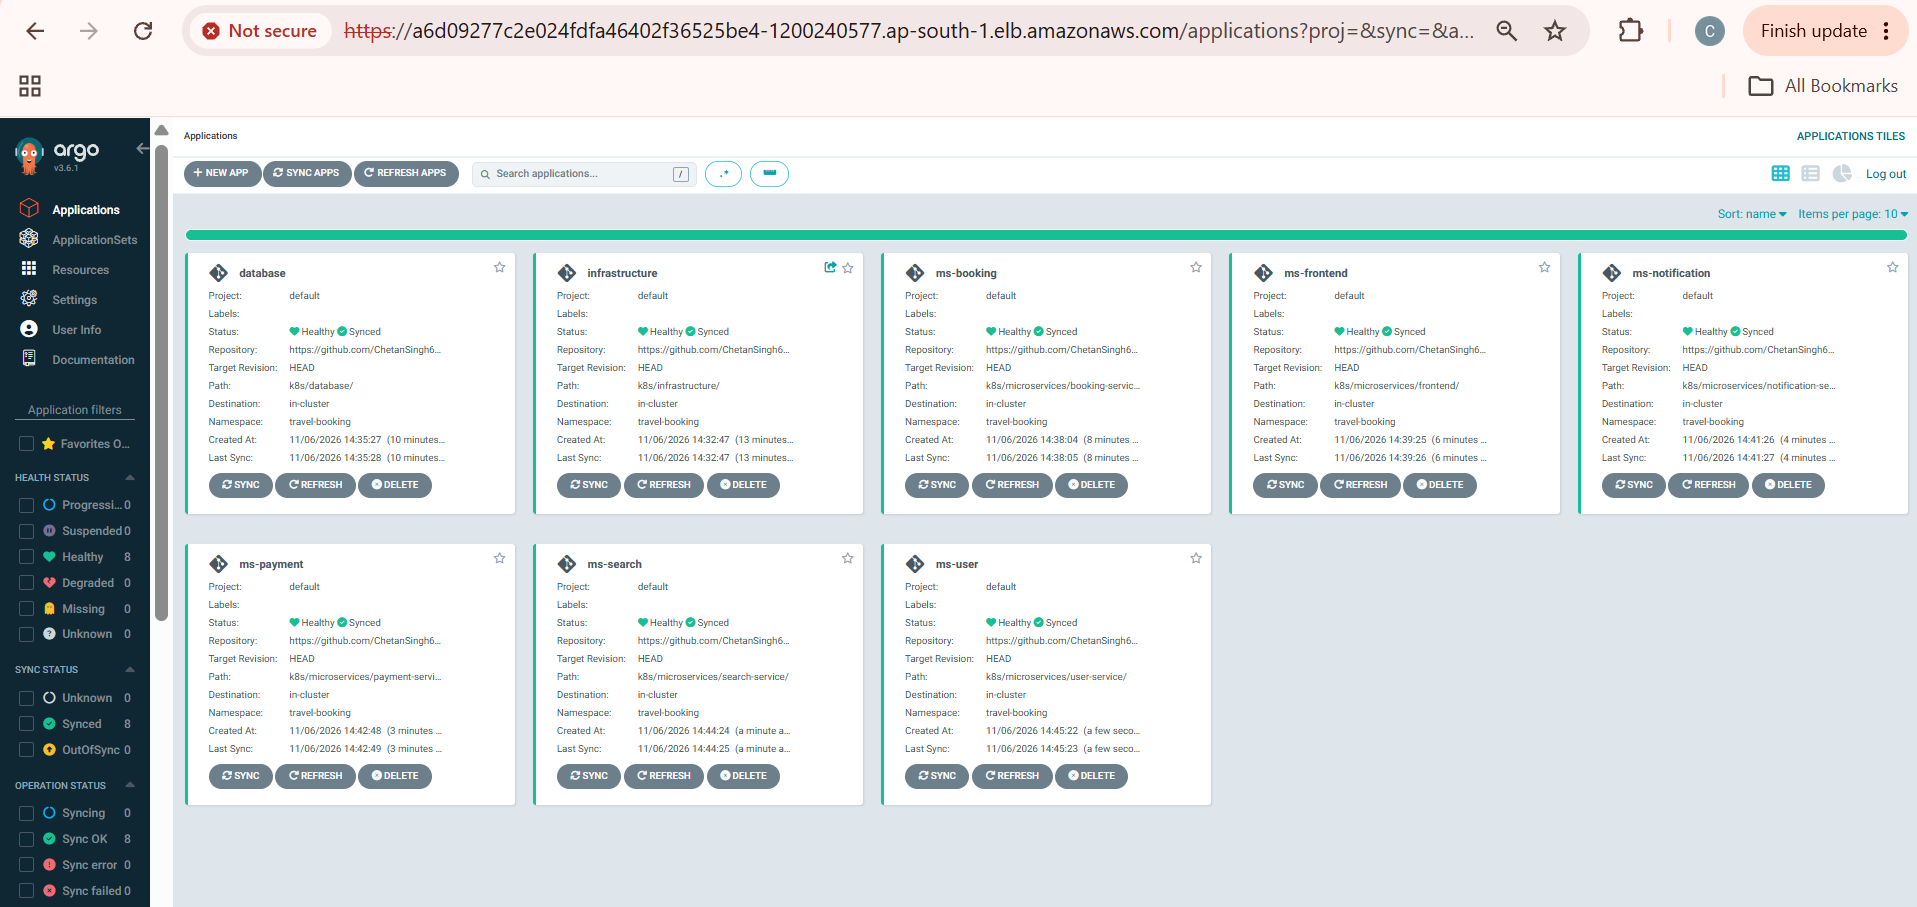 Not secure
https://a6d09277c2e024fdfa46402f36525be4-1200240577.ap-south-1.elb.amazonaws.com/applications?proj=&sync=&a...
C
Finish update
All Bookmarks
argo
v3.6.1
Applications
ApplicationSets
Resources
Settings
User Info
Documentation
Application filters
Favorites O...
HEALTH STATUS
Progressi... 0
Suspended 0
Healthy 8
Degraded 0
Missing 0
Unknown 0
SYNC STATUS
Unknown 0
Synced 8
OutOfSync 0
OPERATION STATUS
Syncing 0
Sync OK 8
Sync error 0
Sync failed 0
Applications
APPLICATIONS TILES
+ NEW APP
SYNC APPS
REFRESH APPS
Search applications...
/
.*
Log out
Sort: name
Items per page: 10
database
Project: default
Labels:
Status: Healthy Synced
Repository: https://github.com/ChetanSingh6...
Target Revision: HEAD
Path: k8s/database/
Destination: in-cluster
Namespace: travel-booking
Created At: 11/06/2026 14:35:27 (10 minutes...
Last Sync: 11/06/2026 14:35:28 (10 minutes...
SYNC REFRESH DELETE
infrastructure
Project: default
Labels:
Status: Healthy Synced
Repository: https://github.com/ChetanSingh6...
Target Revision: HEAD
Path: k8s/infrastructure/
Destination: in-cluster
Namespace: travel-booking
Created At: 11/06/2026 14:32:47 (13 minutes...
Last Sync: 11/06/2026 14:32:47 (13 minutes...
SYNC REFRESH DELETE
ms-booking
Project: default
Labels:
Status: Healthy Synced
Repository: https://github.com/ChetanSingh6...
Target Revision: HEAD
Path: k8s/microservices/booking-servic...
Destination: in-cluster
Namespace: travel-booking
Created At: 11/06/2026 14:38:04 (8 minutes ...
Last Sync: 11/06/2026 14:38:05 (8 minutes ...
SYNC REFRESH DELETE
ms-frontend
Project: default
Labels:
Status: Healthy Synced
Repository: https://github.com/ChetanSingh6...
Target Revision: HEAD
Path: k8s/microservices/frontend/
Destination: in-cluster
Namespace: travel-booking
Created At: 11/06/2026 14:39:25 (6 minutes ...
Last Sync: 11/06/2026 14:39:26 (6 minutes ...
SYNC REFRESH DELETE
ms-notification
Project: default
Labels:
Status: Healthy Synced
Repository: https://github.com/ChetanSingh6...
Target Revision: HEAD
Path: k8s/microservices/notification-se...
Destination: in-cluster
Namespace: travel-booking
Created At: 11/06/2026 14:41:26 (4 minutes ...
Last Sync: 11/06/2026 14:41:27 (4 minutes ...
SYNC REFRESH DELETE
ms-payment
Project: default
Labels:
Status: Healthy Synced
Repository: https://github.com/ChetanSingh6...
Target Revision: HEAD
Path: k8s/microservices/payment-servi...
Destination: in-cluster
Namespace: travel-booking
Created At: 11/06/2026 14:42:48 (3 minutes ...
Last Sync: 11/06/2026 14:42:49 (3 minutes ...
SYNC REFRESH DELETE
ms-search
Project: default
Labels:
Status: Healthy Synced
Repository: https://github.com/ChetanSingh6...
Target Revision: HEAD
Path: k8s/microservices/search-service/
Destination: in-cluster
Namespace: travel-booking
Created At: 11/06/2026 14:44:24 (a minute a...
Last Sync: 11/06/2026 14:44:25 (a minute a...
SYNC REFRESH DELETE
ms-user
Project: default
Labels:
Status: Healthy Synced
Repository: https://github.com/ChetanSingh6...
Target Revision: HEAD
Path: k8s/microservices/user-service/
Destination: in-cluster
Namespace: travel-booking
Created At: 11/06/2026 14:45:22 (a few seco...
Last Sync: 11/06/2026 14:45:23 (a few seco...
SYNC REFRESH DELETE